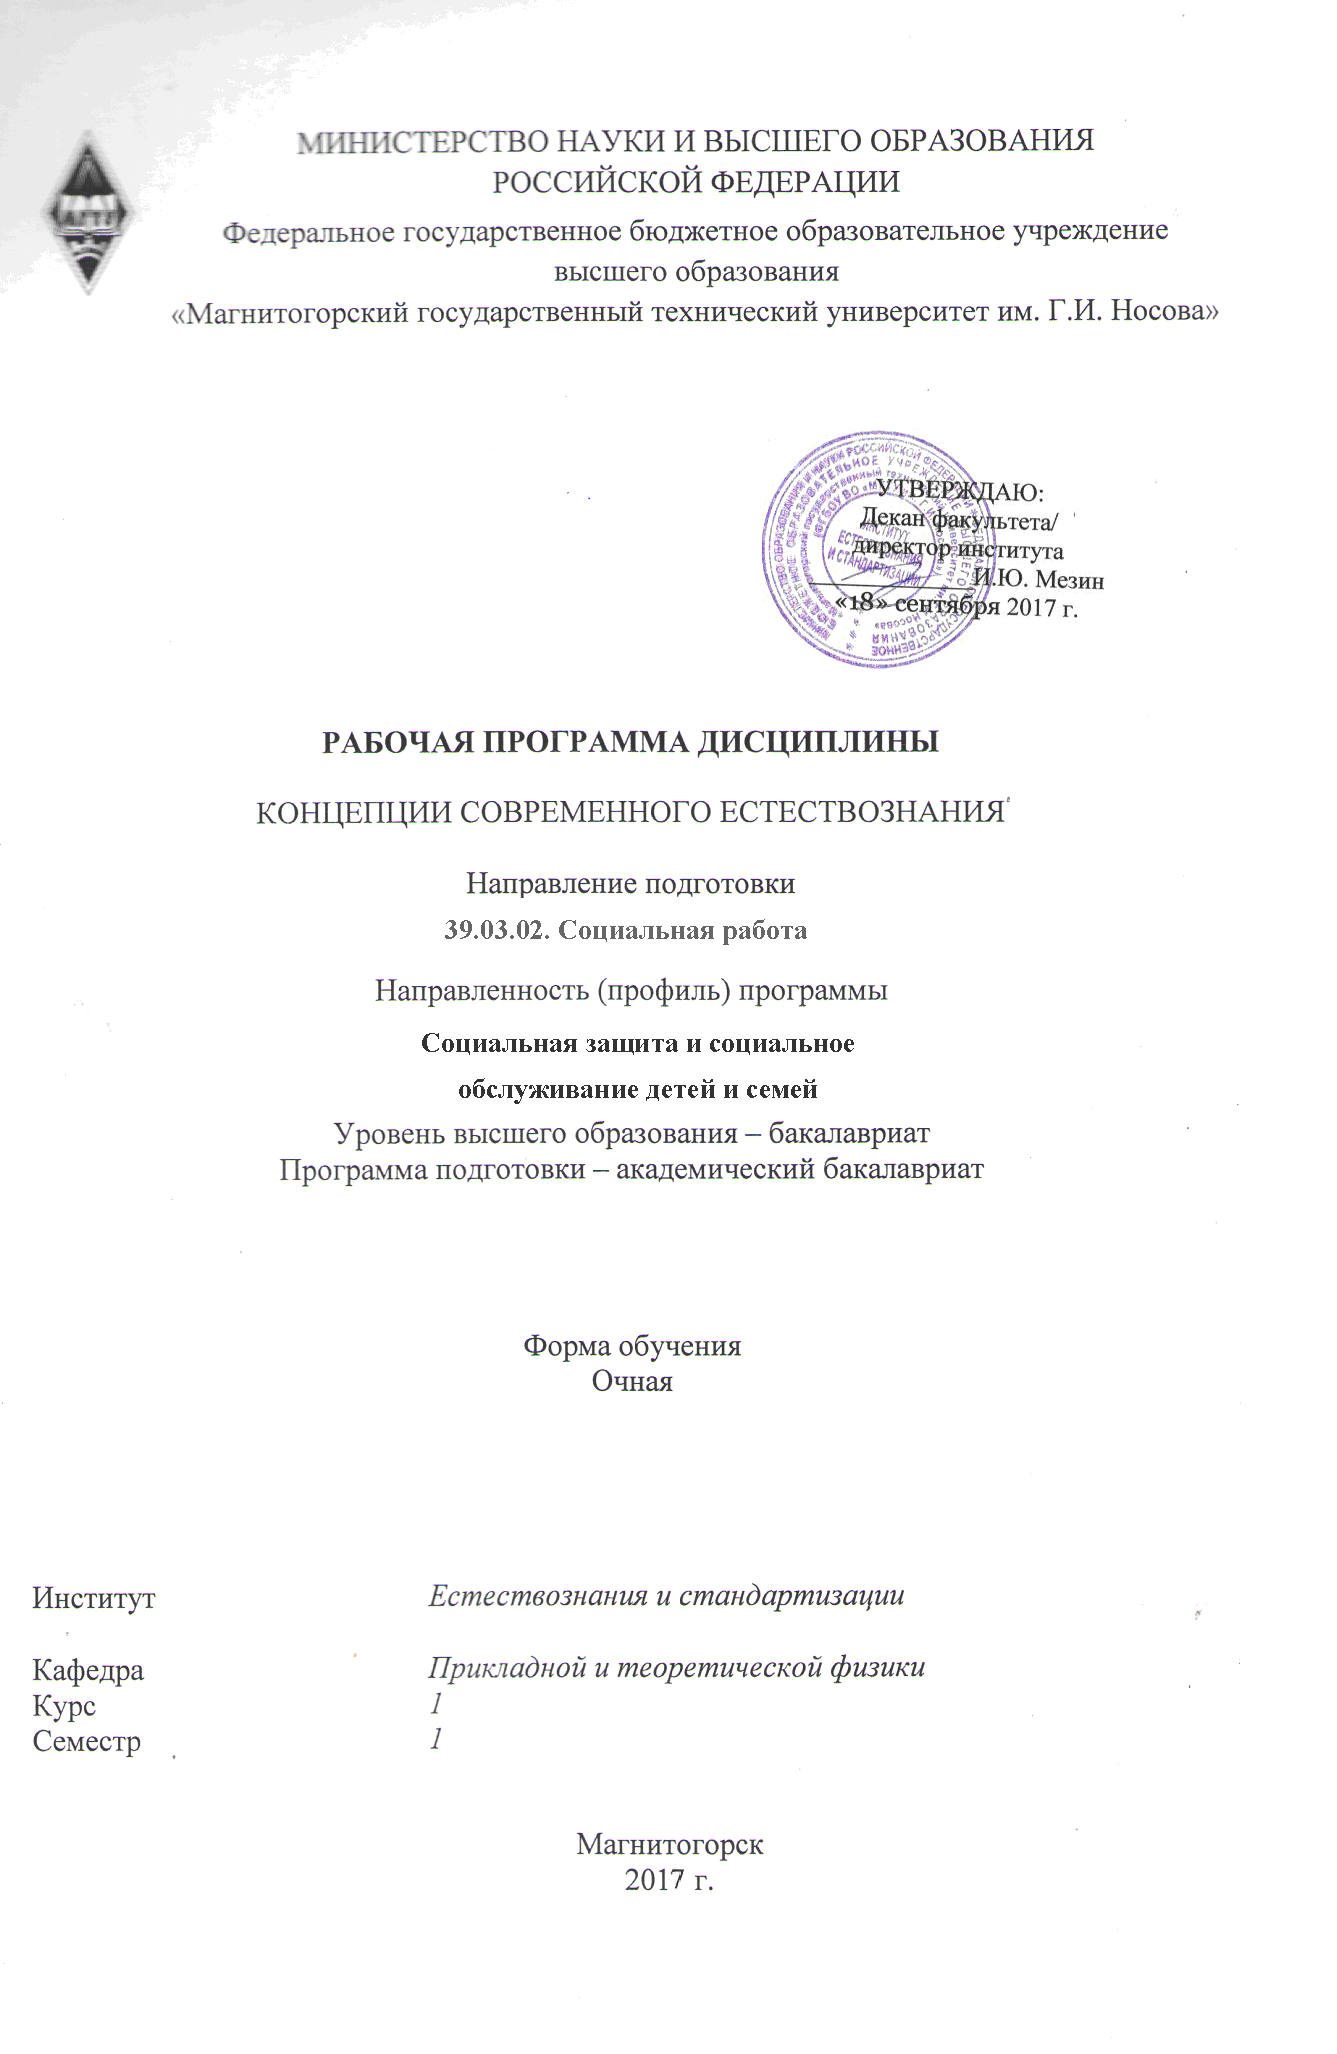 МИНИСТЕРСТВО НАУКИ И ВЫСШЕГО ОБРАЗОВАНИЯ
РОССИЙСКОЙ ФЕДЕРАЦИИ
Федеральное государственное бюджетное образовательное учреждение
высшего образования
«Магнитогорский государственный технический университет им. Г.И. Носова»
УТВЕРЖДАЮ:
Декан факультета/
директор института
И.Ю. Мезин
«18» сентября 2017 г.
ИНСТИТУТ
ЕСТЕСТВОЗНАНИЯ
И СТАНДАРТИЗАЦИИ
РАБОЧАЯ ПРОГРАММА ДИСЦИПЛИНЫ
КОНЦЕПЦИИ СОВРЕМЕННОГО ЕСТЕСТВОЗНАНИЯ
Направление подготовки
39.03.02. Социальная работа
Направленность (профиль) программы
Социальная защита и социальное
обслуживание детей и семей
Уровень высшего образования – бакалавриат
Программа подготовки – академический бакалавриат
Форма обучения
Очная
Институт Естествознания и стандартизации
Кафедра Прикладной и теоретической физики
Курс 1
Семестр 1
Магнитогорск
2017 г.